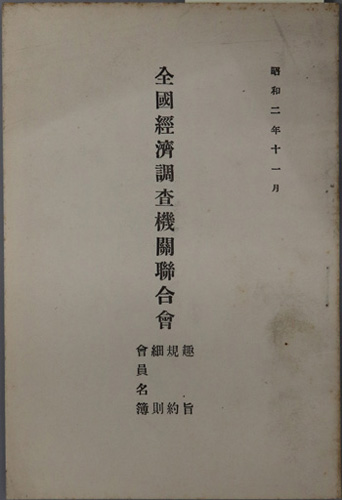 昭和二年十一月
全國經濟調查機關聯合會
趣旨
規約
細則
會員名簿